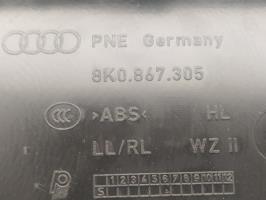 PNE Germany
8K0.867.305
CCC >ABS< HL
LL/RL WZ II
1 2 3 4 5 6 7 8 9 10 11 12
S